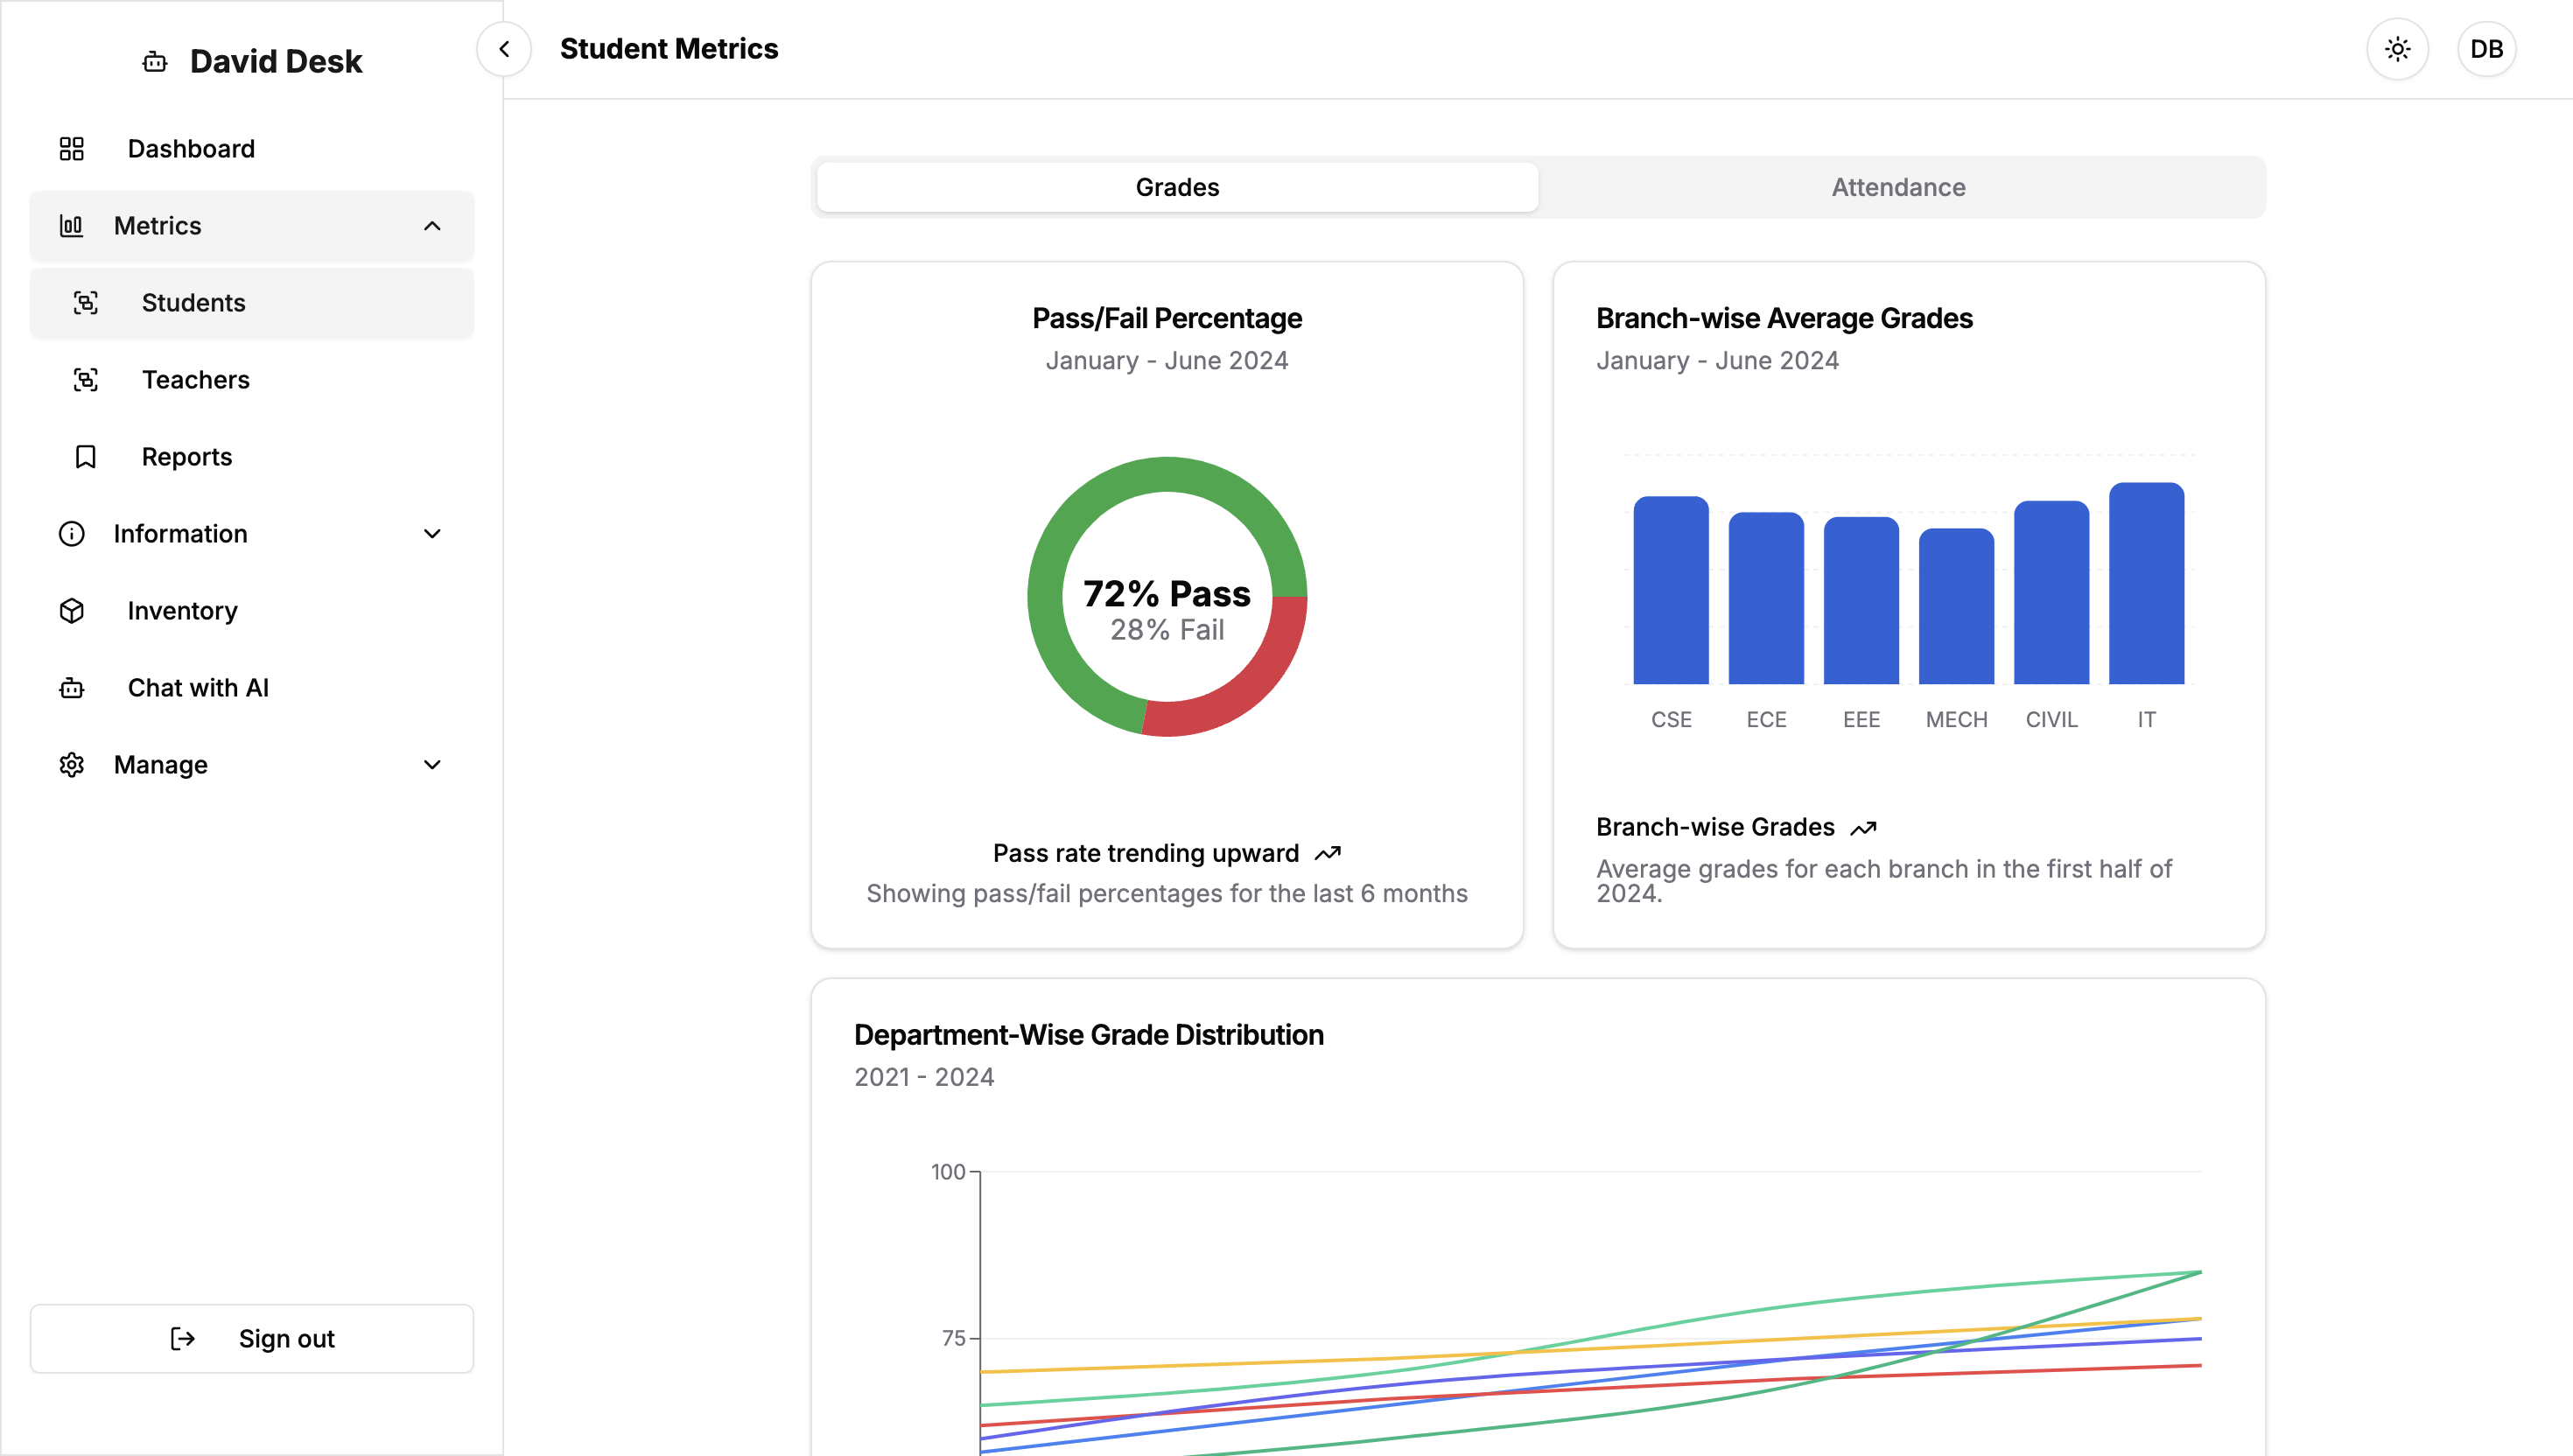 David Desk
Dashboard
Metrics
Students
Teachers
Reports
Information
Inventory
Chat with AI
Manage
Sign out
Student Metrics
DB
Grades
Attendance
Pass/Fail Percentage
January - June 2024
72% Pass
28% Fail
Pass rate trending upward
Showing pass/fail percentages for the last 6 months
Branch-wise Average Grades
January - June 2024
CSE ECE EEE MECH CIVIL IT
Branch-wise Grades
Average grades for each branch in the first half of
2024.
Department-Wise Grade Distribution
2021 - 2024
100
75